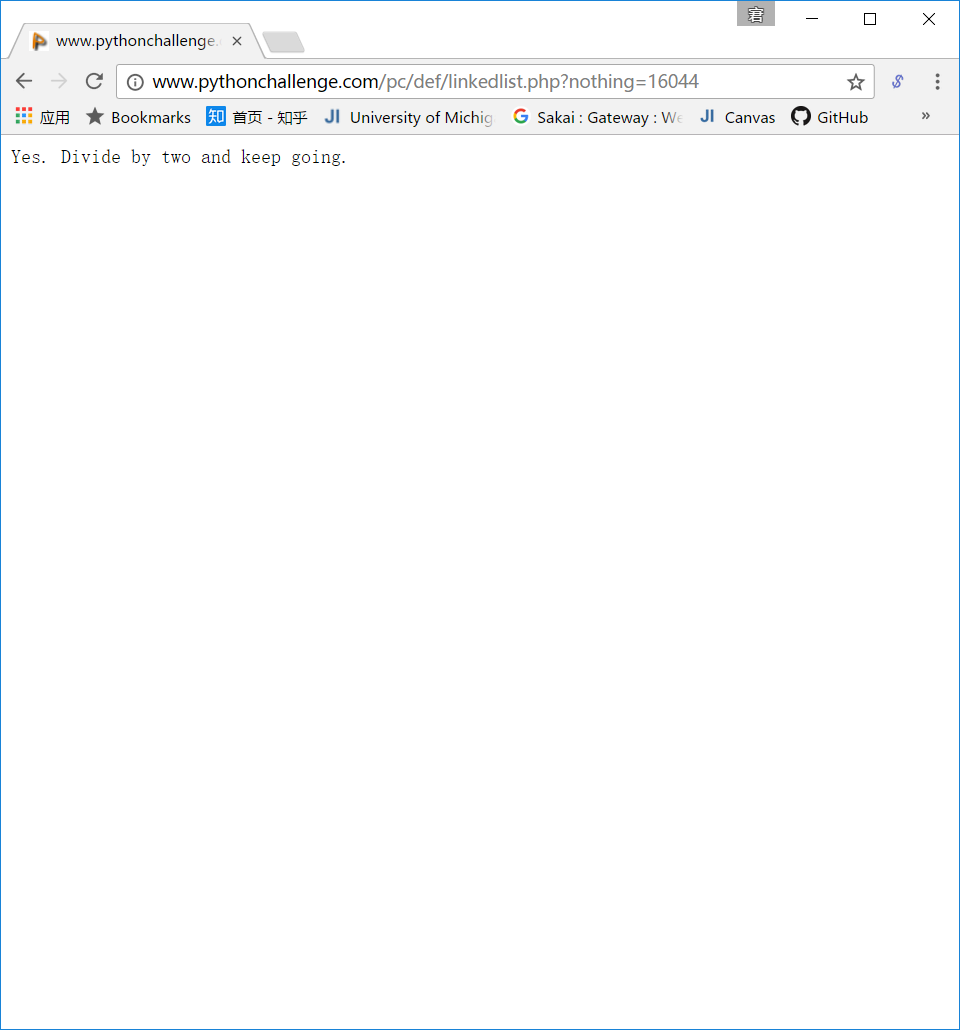 www.pythonchallenge.
www.pythonchallenge.com/pc/def/linkedlist.php?nothing=16044
应用 Bookmarks 知 首页 - 知乎 JI University of Michig G Sakai : Gateway : We JI Canvas GitHub »
Yes. Divide by two and keep going.